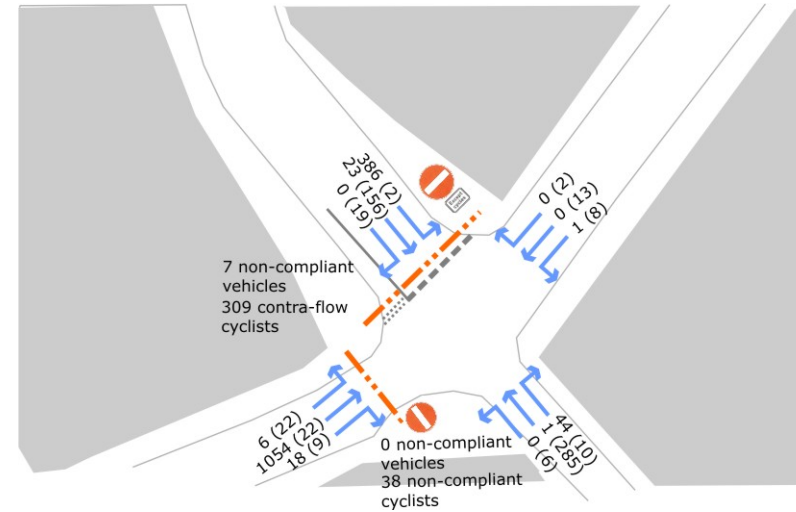 386 (2)
23 (156)
0 (19)
Except
cycles
0 (2)
0 (13)
1 (8)
7 non-compliant
vehicles
309 contra-flow
cyclists
6 (22)
1054 (22)
18 (9)
44 (10)
1 (285)
0 (6)
0 non-compliant
vehicles
38 non-compliant
cyclists